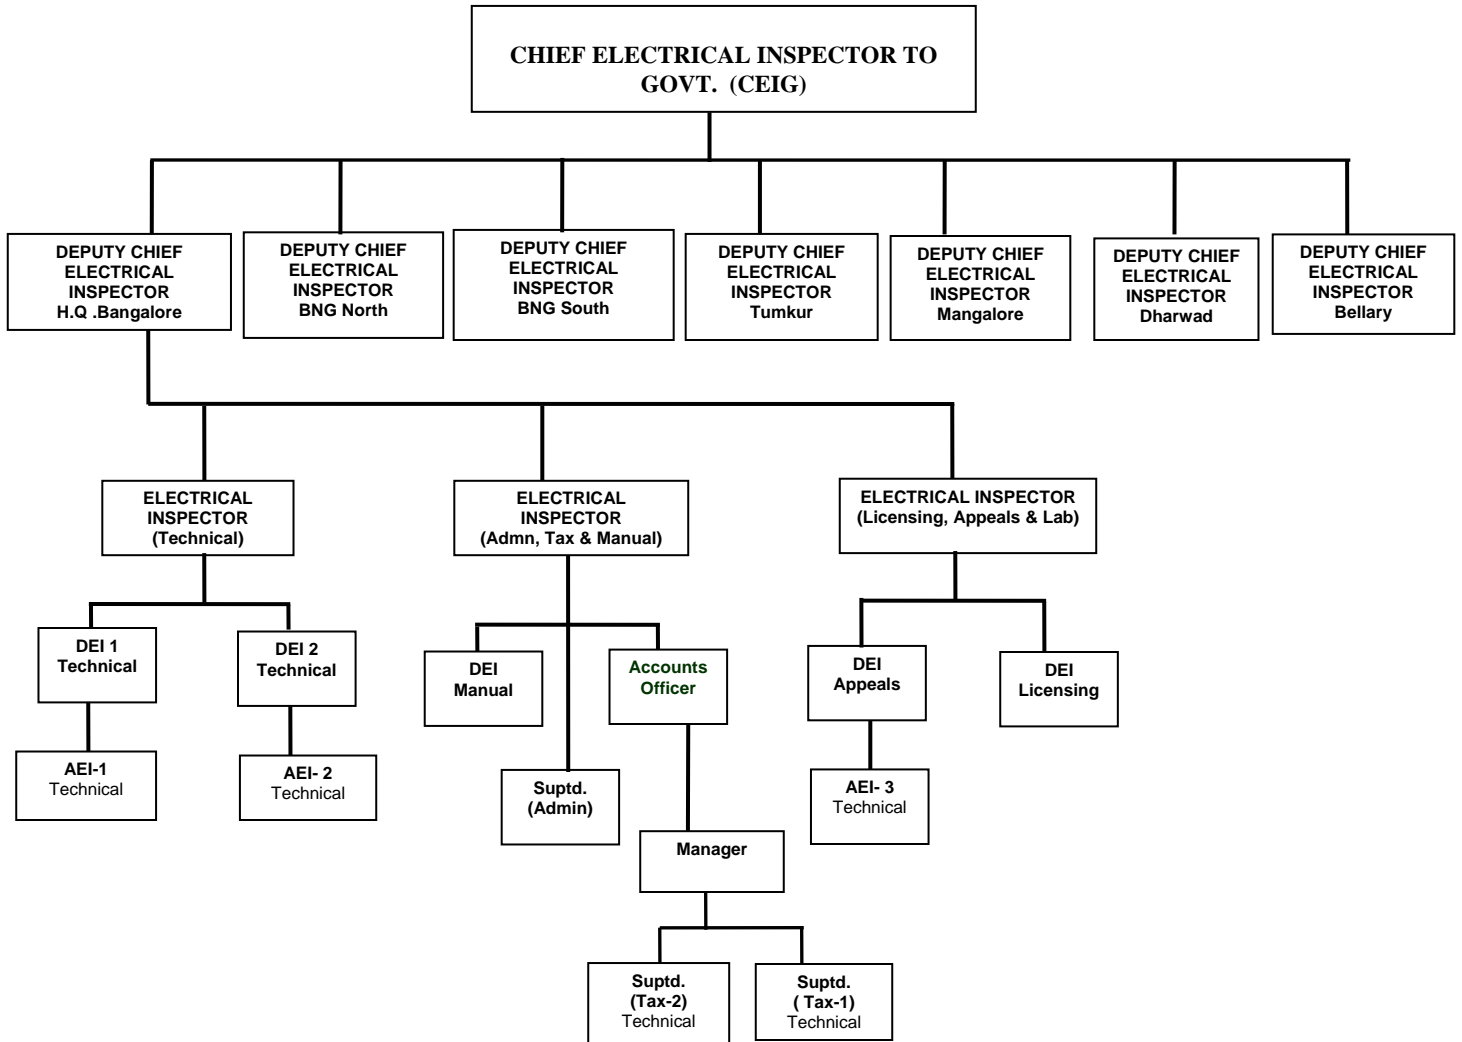 CHIEF ELECTRICAL INSPECTOR TO
GOVT. (CEIG)
DEPUTY CHIEF
ELECTRICAL
INSPECTOR
H.Q .Bangalore
DEPUTY CHIEF
ELECTRICAL
INSPECTOR
BNG North
DEPUTY CHIEF
ELECTRICAL
INSPECTOR
BNG South
DEPUTY CHIEF
ELECTRICAL
INSPECTOR
Tumkur
DEPUTY CHIEF
ELECTRICAL
INSPECTOR
Mangalore
DEPUTY CHIEF
ELECTRICAL
INSPECTOR
Dharwad
DEPUTY CHIEF
ELECTRICAL
INSPECTOR
Bellary
ELECTRICAL
INSPECTOR
(Technical)
ELECTRICAL
INSPECTOR
(Admn, Tax & Manual)
ELECTRICAL INSPECTOR
(Licensing, Appeals & Lab)
DEI 1
Technical
DEI 2
Technical
DEI
Manual
Accounts
Officer
DEI
Appeals
DEI
Licensing
AEI-1
Technical
AEI- 2
Technical
Suptd.
(Admin)
AEI- 3
Technical
Manager
Suptd.
(Tax-2)
Technical
Suptd.
( Tax-1)
Technical